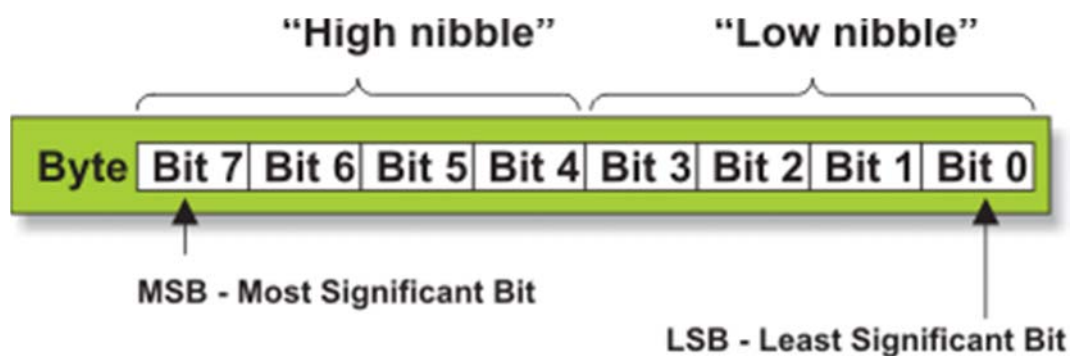 “High nibble” “Low nibble”
Byte Bit 7 Bit 6 Bit 5 Bit 4 Bit 3 Bit 2 Bit 1 Bit 0
MSB - Most Significant Bit
LSB - Least Significant Bit